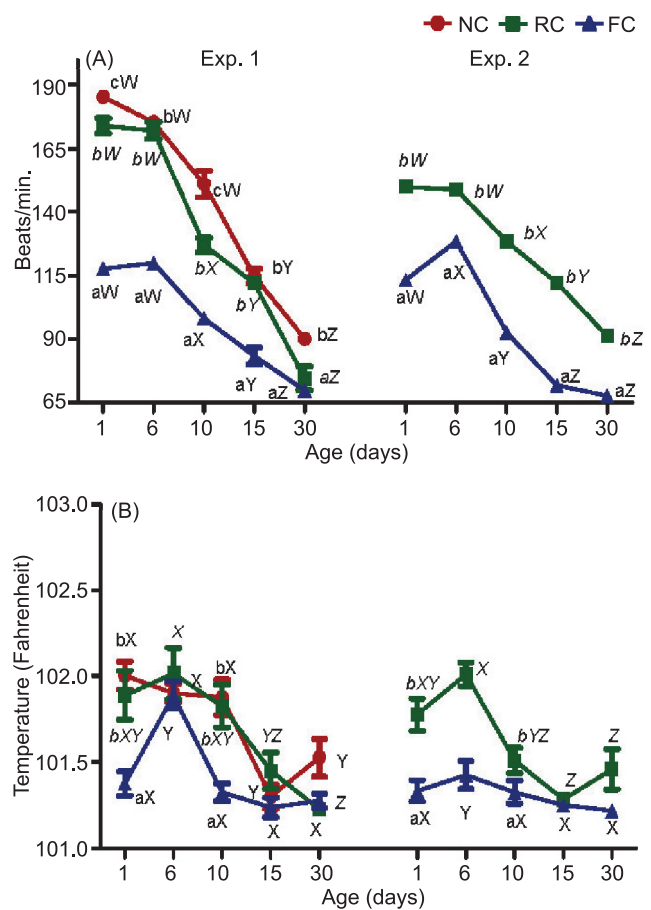 NC RC FC
(A) Exp. 1 Exp. 2
Beats/min.
190
165
140
115
90
65
cW bW cW bY bZ
bW bW bX bY aZ
aW aW aX aY aZ
bW bW bX bY bZ
aW aX aY aZ aZ
1 6 10 15 30 1 6 10 15 30
Age (days)
(B)
Temperature (Fahrenheit)
103.0
102.5
102.0
101.5
101.0
bX X bX Y Y
bXY X bXY YZ Z
aX Y aX X X
bXY X bYZ Z Z
aX Y aX X X
1 6 10 15 30 1 6 10 15 30
Age (days)